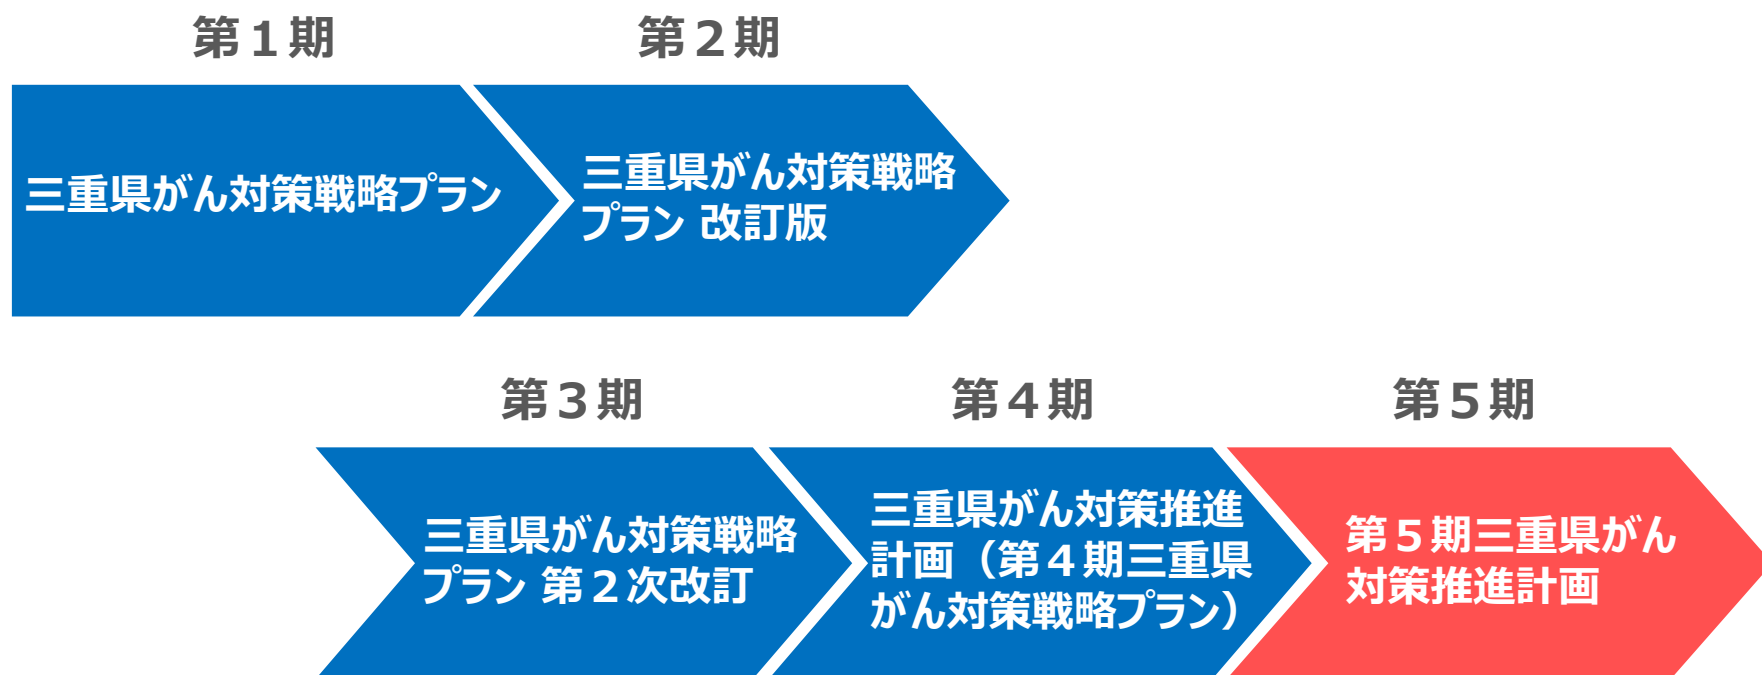 第１期
第２期
三重県がん対策戦略プラン
三重県がん対策戦略
プラン 改訂版
第３期
第４期
第５期
三重県がん対策戦略
プラン 第２次改訂
三重県がん対策推進
計画（第４期三重県
がん対策戦略プラン）
第５期三重県がん
対策推進計画